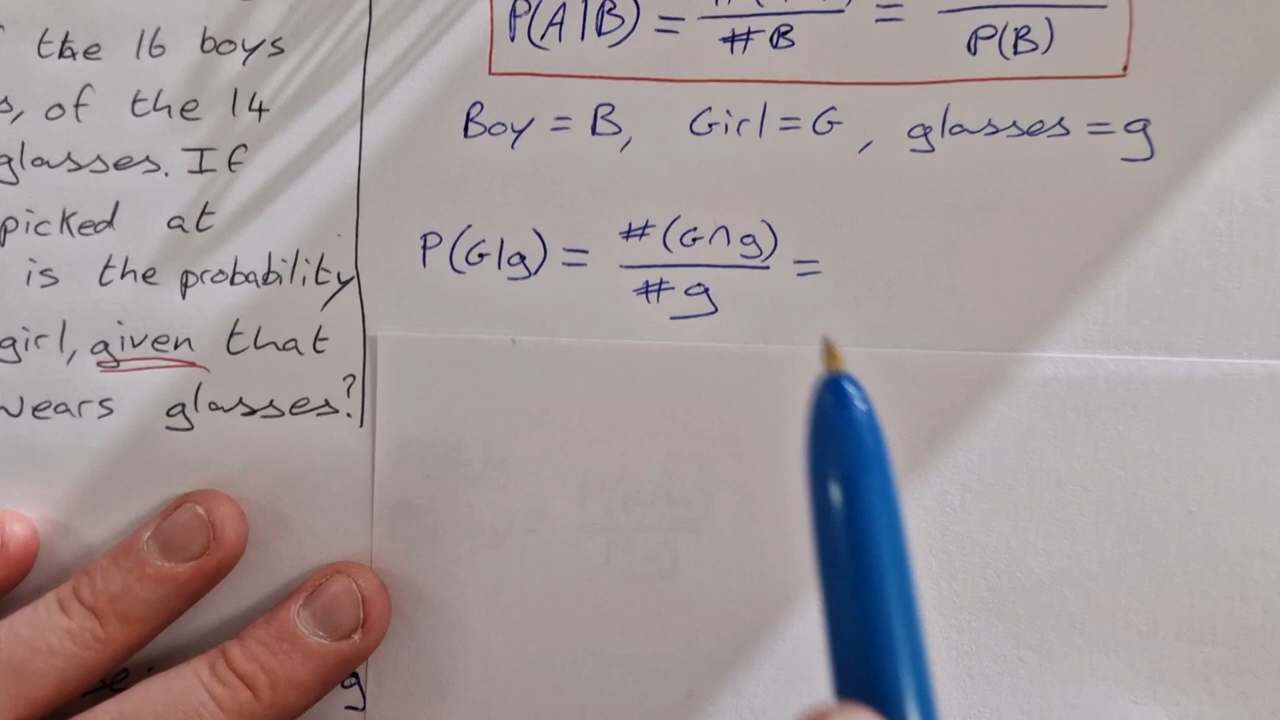 the 16 boys
s, of the 14
glasses. If
picked at
is the probability
girl, given that
wears glasses?
P(A|B) = / #B = / P(B)
Boy = B, Girl = G, glasses = g
P(G|g) = #(G∩g) / #g =
g